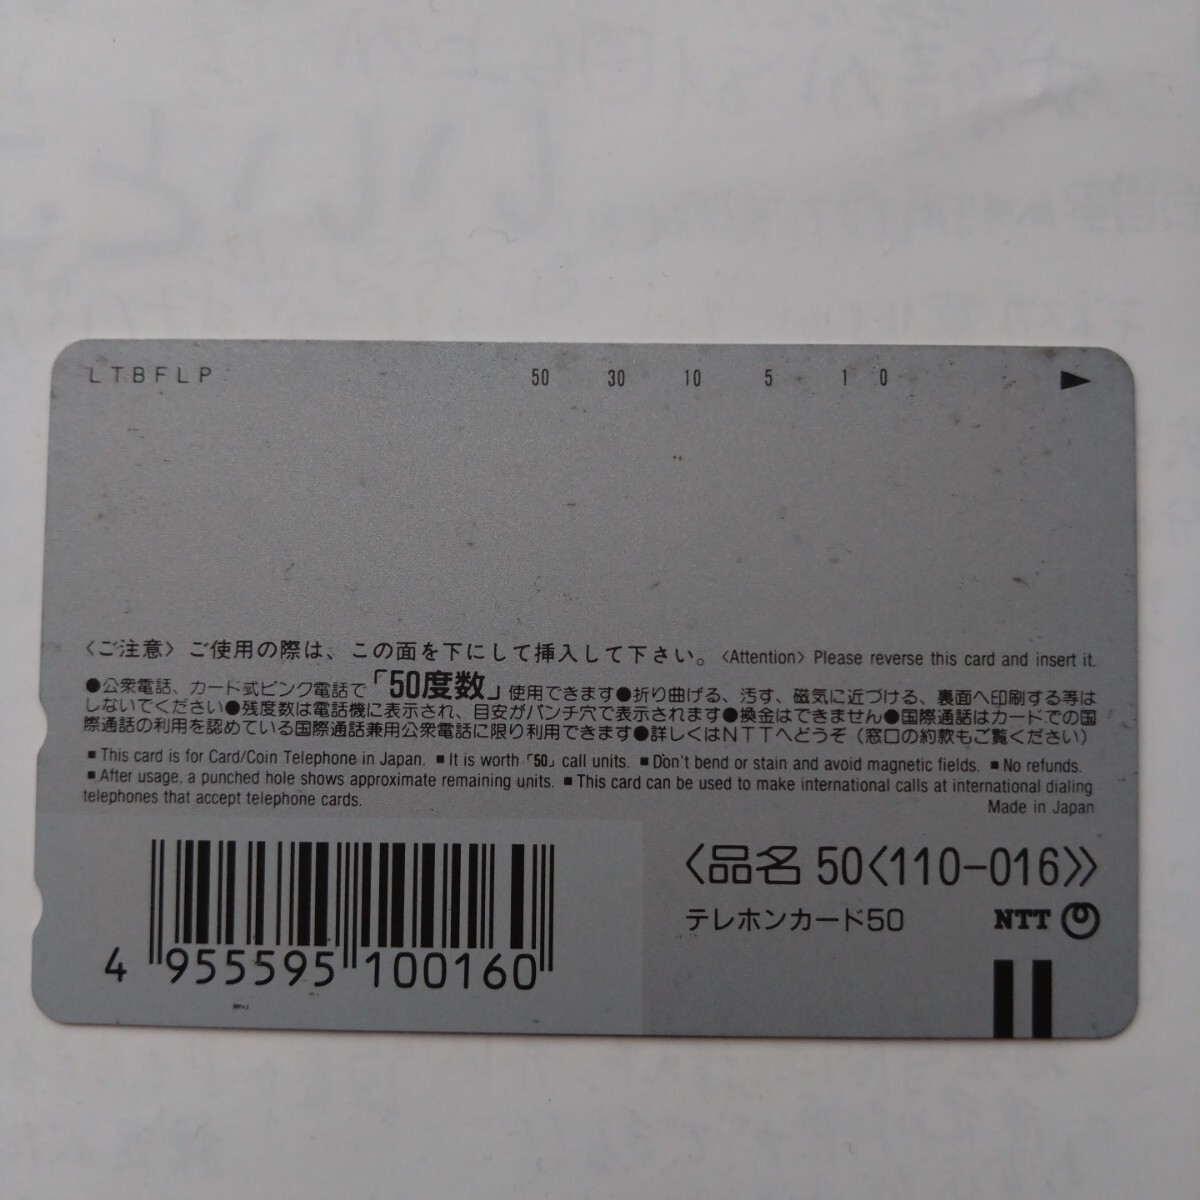 LTBFLP 50 30 10 5 1 0
〈ご注意〉ご使用の際は、この面を下にして挿入して下さい。〈Attention〉Please reverse this card and insert it.
●公衆電話、カード式ピンク電話で「50度数」使用できます●折り曲げる、汚す、磁気に近づける、裏面へ印刷する等は
しないでください●残度数は電話機に表示され、目安がパンチ穴で表示されます●換金はできません●国際通話はカードでの国
際通話の利用を認めている国際通話兼用公衆電話に限り利用できます●詳しくはNTTへどうぞ（窓口の約款もご覧ください）
■This card is for Card/Coin Telephone in Japan. ■It is worth「50」call units. ■Don't bend or stain and avoid magnetic fields. ■No refunds.
■After usage, a punched hole shows approximate remaining units. ■This card can be used to make international calls at international dialing
telephones that accept telephone cards.
Made in Japan
〈品名 50〈110-016〉〉
テレホンカード50 NTT
4 955595 100160